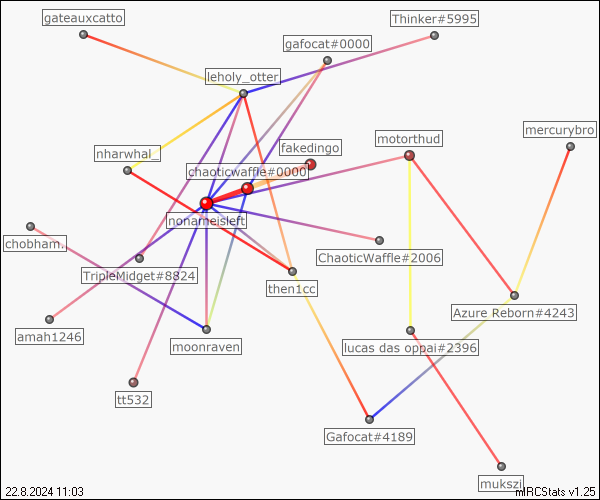 gateauxcatto
Thinker#5995
gafocat#0000
leholy_otter
mercurybro
motorthud
fakedingo
nharwhal_
chaoticwaffle#0000
nonameisleft
chobham.
ChaoticWaffle#2006
TripleMidget#8824
then1cc
Azure Reborn#4243
amah1246
moonraven
lucas das oppai#2396
tt532
Gafocat#4189
mukszi
22.8.2024 11:03
mIRCStats v1.25